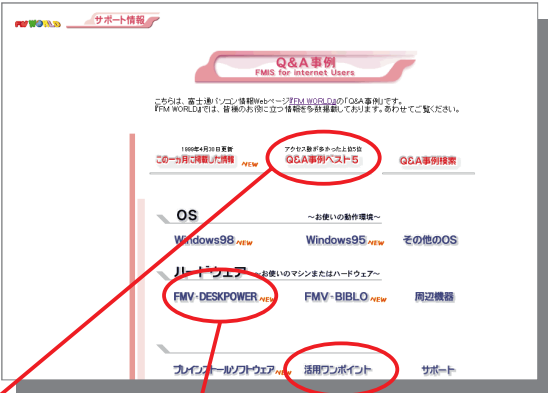 FM WORLD サポート情報
Q&A事例
FMIS for Internet Users
こちらは、富士通パソコン情報Webページ『FM WORLD』の「Q&A事例」です。
『FM WORLD』では、皆様のお役に立つ情報を多数掲載しております。あわせてご覧ください。
1999年4月30日更新 アクセス数が多かった上位5位
この一ヵ月に掲載した情報 NEW Q&A事例ベスト5 Q&A事例検索
OS ～お使いの動作環境～
Windows98 NEW Windows95 NEW その他のOS
ハードウェア ～お使いのマシンまたはハードウェア～
FMV-DESKPOWER NEW FMV-BIBLO NEW 周辺機器
プレインストールソフトウェア NEW 活用ワンポイント サポート